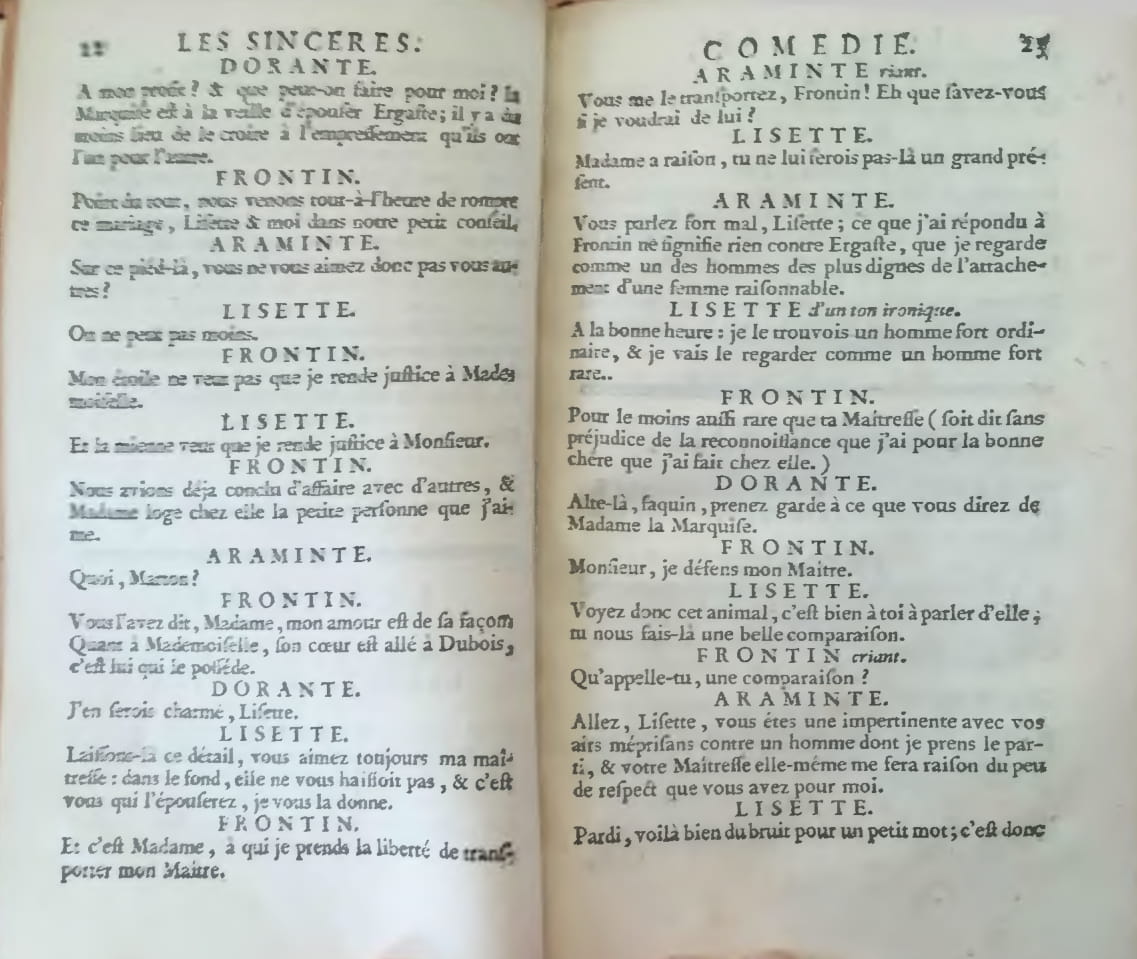 22
LES SINCERES.
DORANTE.
A mon profit? & que peut-on faire pour moi? la
Marquise est à la veille d'épouser Ergaſte; il y a du
moins lieu de le croire à l'empreſſement qu'ils ont
l'un pour l'autre.
FRONTIN.
Point du tout, nous venons tout-à-l'heure de rompre
ce mariage, Liſette & moi dans notre petit conſeil.
ARAMINTE.
Sur ce pied-là, vous ne vous aimez donc pas vous au-
tres?
LISETTE.
On ne peut pas moins.
FRONTIN.
Mon étoile ne veut pas que je rende juſtice à Made-
moiſelle.
LISETTE.
Et la mienne veut que je rende juſtice à Monſieur.
FRONTIN.
Nous avions déja conclu d'affaire avec d'autres, &
Madame loge chez elle la petite perſonne que j'ai-
me.
ARAMINTE.
Quoi, Marton?
FRONTIN.
Vous l'avez dit, Madame, mon amour eſt de ſa façon
Quant à Mademoiſelle, ſon cœur eſt allé à Dubois,
c'eſt lui qui le poſſéde.
DORANTE.
J'en ſerois charmé, Liſette.
LISETTE.
Laiſſons-là ce détail, vous aimez toujours ma maî-
treſſe: dans le fond, elle ne vous haïſſoit pas, & c'eſt
vous qui l'épouſerez, je vous la donne.
FRONTIN.
Et c'eſt Madame, à qui je prends la liberté de tranſ-
porter mon Maitre.
COMEDIE. 23
ARAMINTE riant.
Vous me le tranſportez, Frontin! Eh que ſavez-vous
ſi je voudrai de lui?
LISETTE.
Madame a raiſon, tu ne lui ferois pas-là un grand pré-
ſent.
ARAMINTE.
Vous parlez fort mal, Liſette; ce que j'ai répondu à
Frontin ne ſignifie rien contre Ergaſte, que je regarde
comme un des hommes des plus dignes de l'attache-
ment d'une femme raiſonnable.
LISETTE d'un ton ironique.
A la bonne heure: je le trouvois un homme fort ordi-
naire, & je vais le regarder comme un homme fort
rare..
FRONTIN.
Pour le moins auſſi rare que ta Maîtreſſe (ſoit dit ſans
préjudice de la reconnoiſſance que j'ai pour la bonne
chere que j'ai fait chez elle.)
DORANTE.
Alte-là, faquin, prenez garde à ce que vous direz de
Madame la Marquiſe.
FRONTIN.
Monſieur, je défens mon Maitre.
LISETTE.
Voyez donc cet animal, c'eſt bien à toi à parler d'elle;
tu nous fais-là une belle comparaiſon.
FRONTIN criant.
Qu'appelle-tu, une comparaiſon?
ARAMINTE.
Allez, Liſette, vous étes une impertinente avec vos
airs mépriſans contre un homme dont je prens le par-
ti, & votre Maîtreſſe elle-même me fera raiſon du peu
de reſpect que vous avez pour moi.
LISETTE.
Pardi, voilà bien du bruit pour un petit mot; c'eſt donc